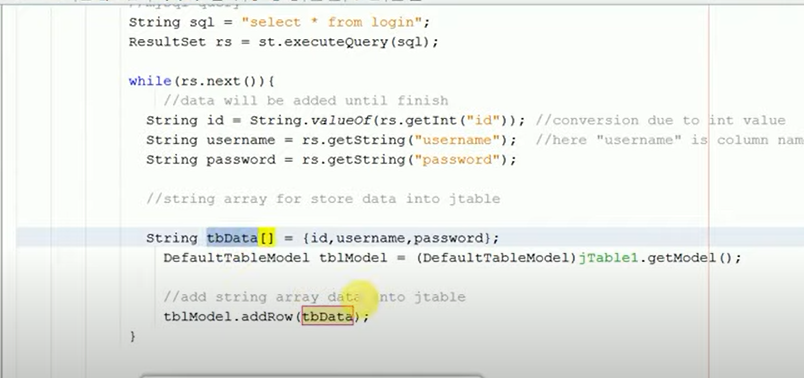 String sql = "select * from login";
ResultSet rs = st.executeQuery(sql);
while(rs.next()){
//data will be added until finish
String id = String.valueOf(rs.getInt("id")); //conversion due to int value
String username = rs.getString("username"); //here "username" is column nam
String password = rs.getString("password");
//string array for store data into jtable
String tbData[] = {id,username,password};
DefaultTableModel tblModel = (DefaultTableModel)jTable1.getModel();
//add string array data into jtable
tblModel.addRow(tbData);
}